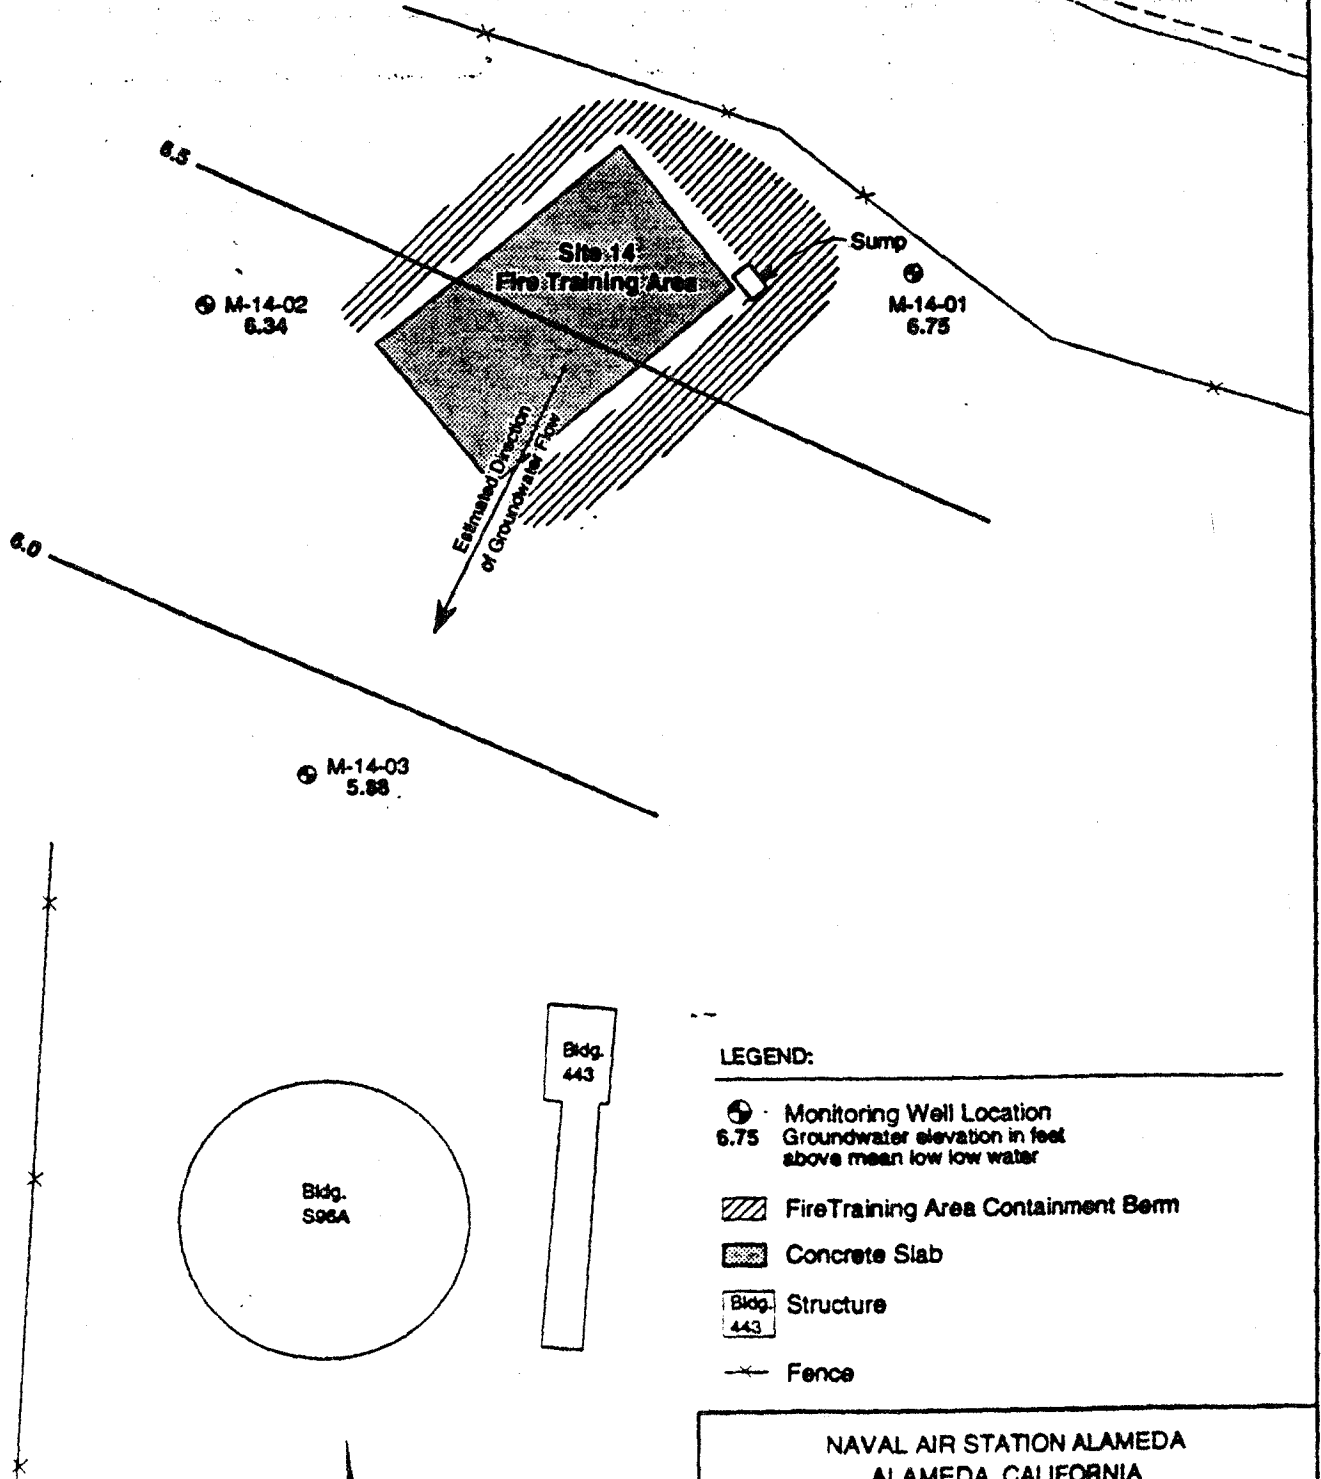 6.5
Site 14
Fire Training Area
Sump
M-14-02
6.34
M-14-01
6.75
Estimated Direction
of Groundwater Flow
6.0
M-14-03
5.88
Bldg.
443
Bldg.
S96A
LEGEND:
Monitoring Well Location
6.75 Groundwater elevation in feet
above mean low low water
FireTraining Area Containment Berm
Concrete Slab
Bldg.
443
Structure
Fence
NAVAL AIR STATION ALAMEDA
ALAMEDA, CALIFORNIA